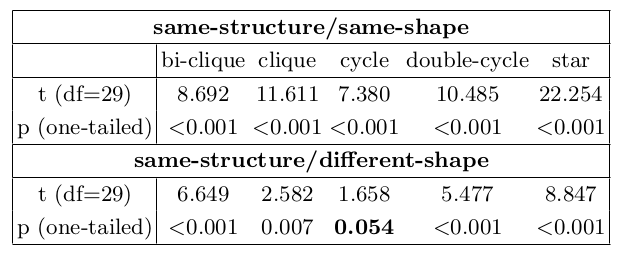 same-structure/same-shape
bi-clique clique cycle double-cycle star
t (df=29) 8.692 11.611 7.380 10.485 22.254
p (one-tailed) <0.001 <0.001 <0.001 <0.001 <0.001
same-structure/different-shape
t (df=29) 6.649 2.582 1.658 5.477 8.847
p (one-tailed) <0.001 0.007 0.054 <0.001 <0.001